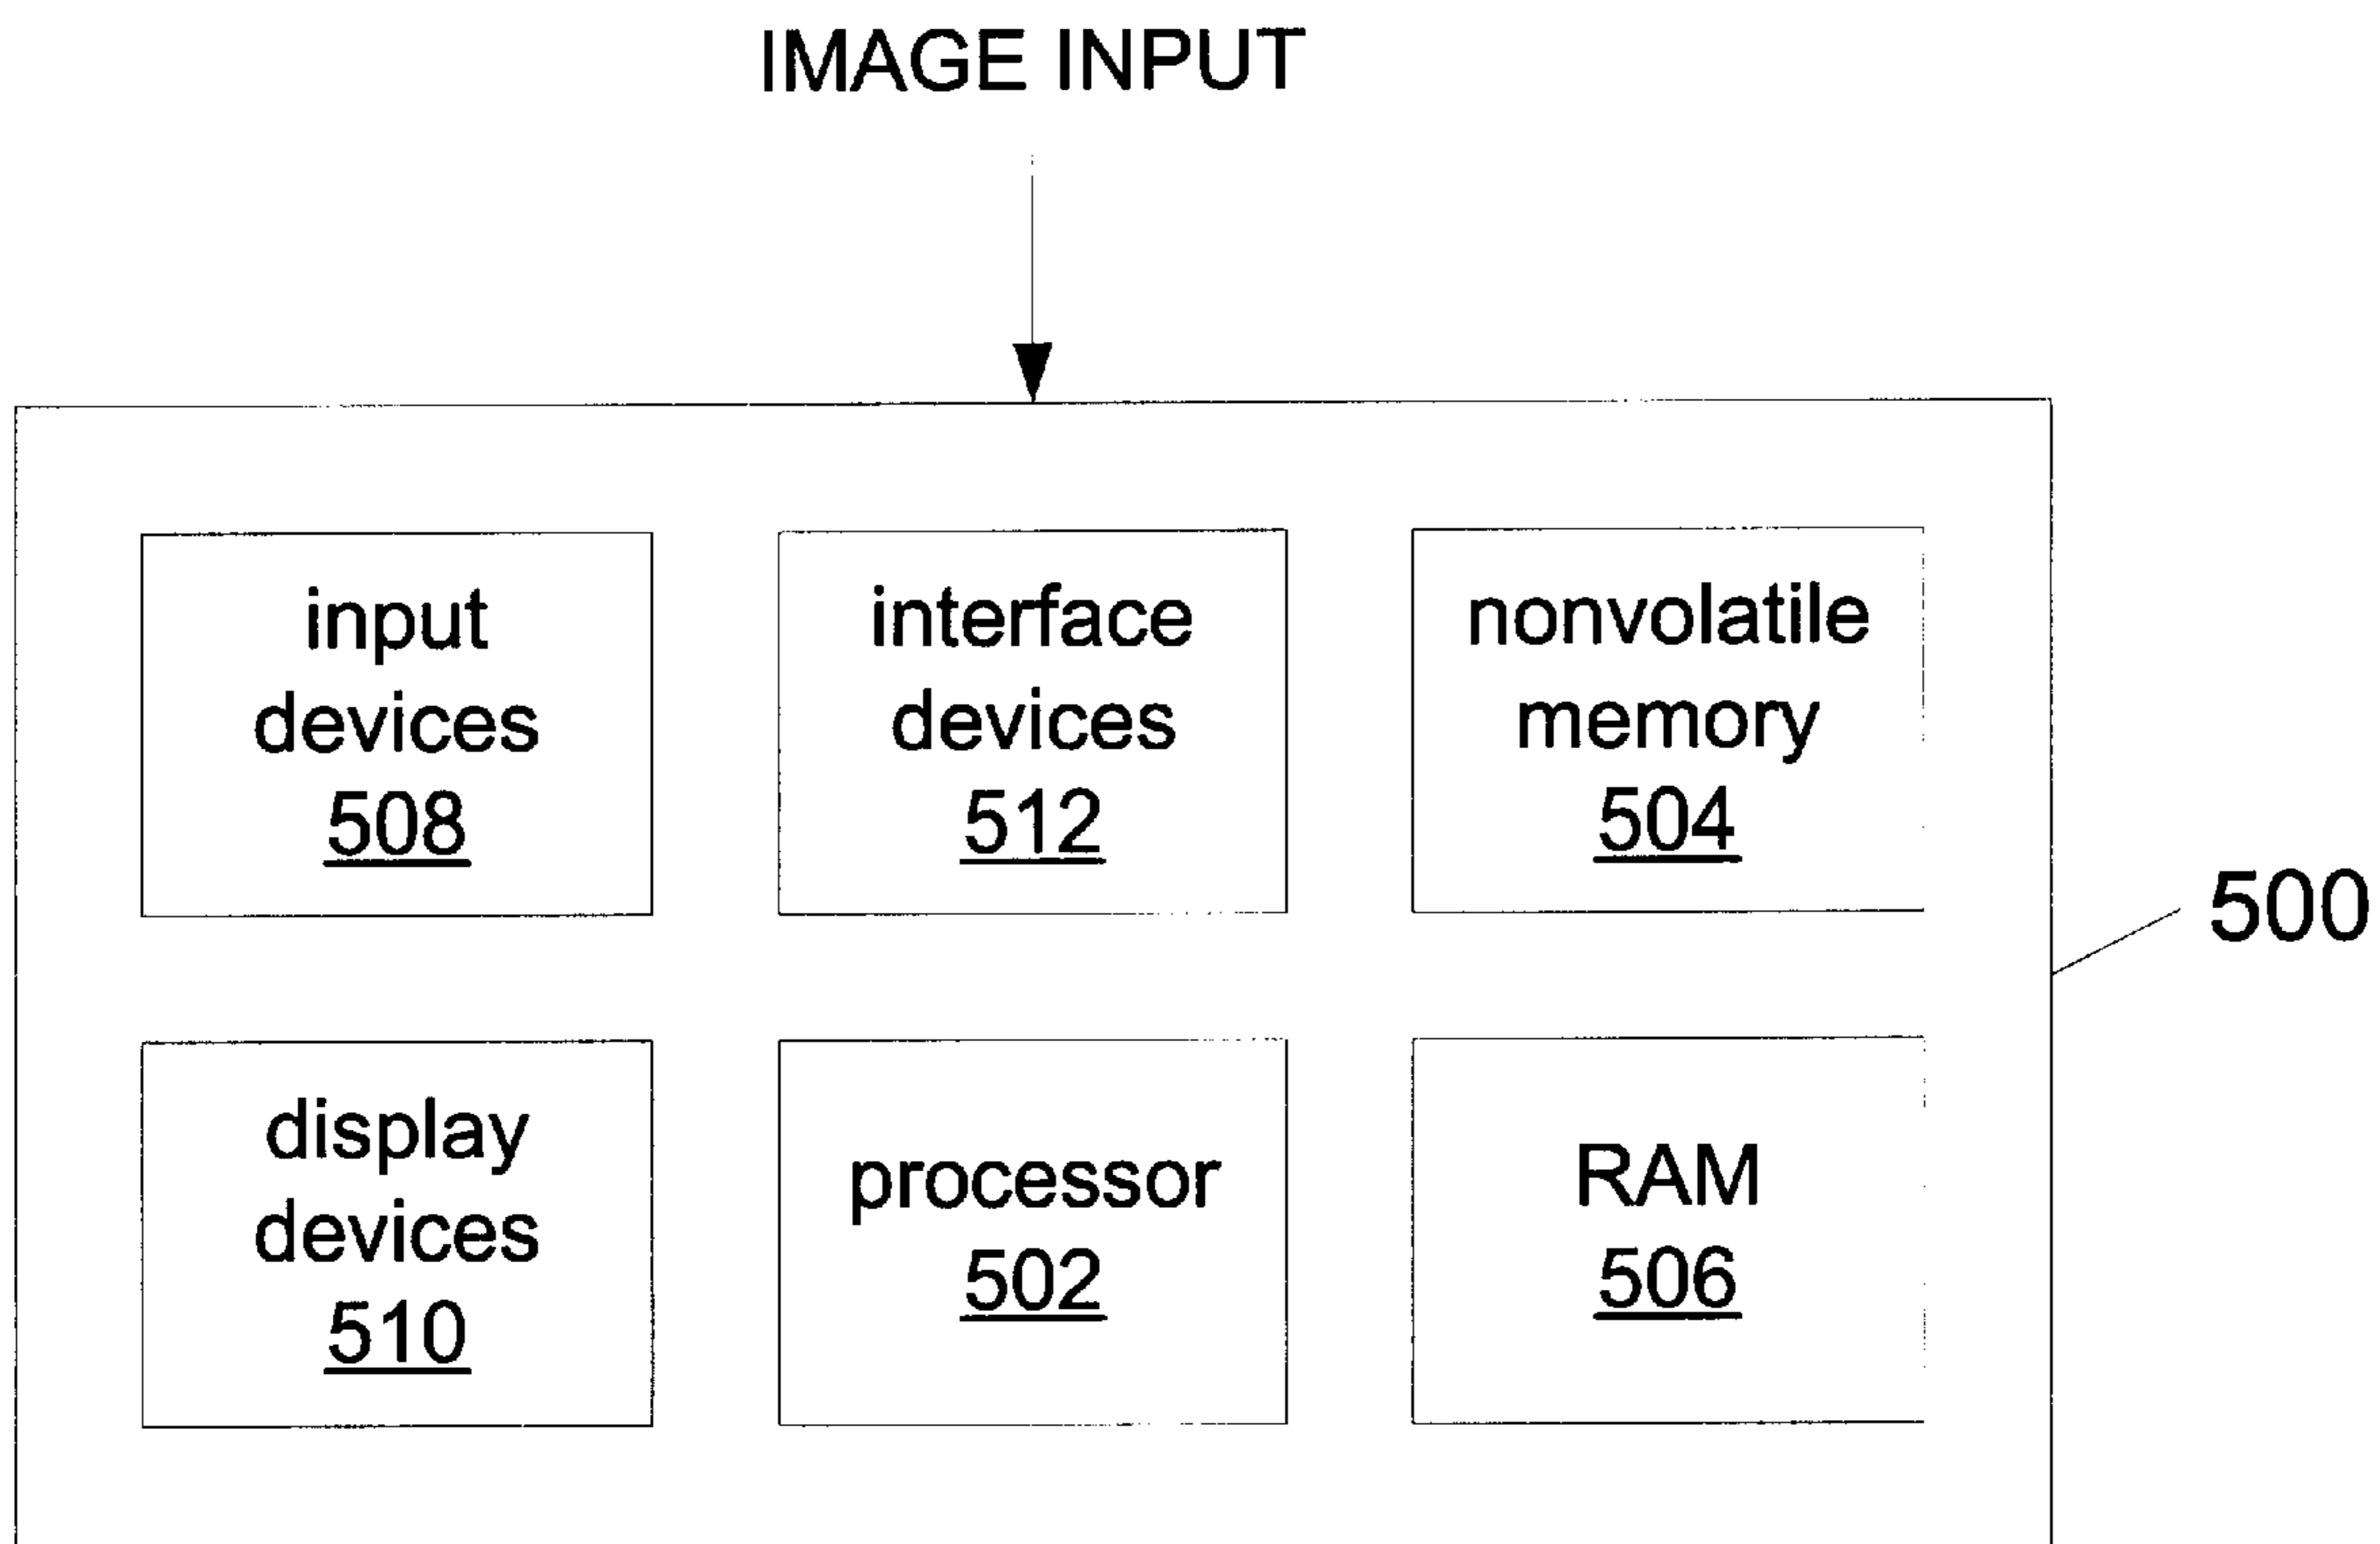 IMAGE INPUT
input
devices
508
interface
devices
512
nonvolatile
memory
504
500
display
devices
510
processor
502
RAM
506